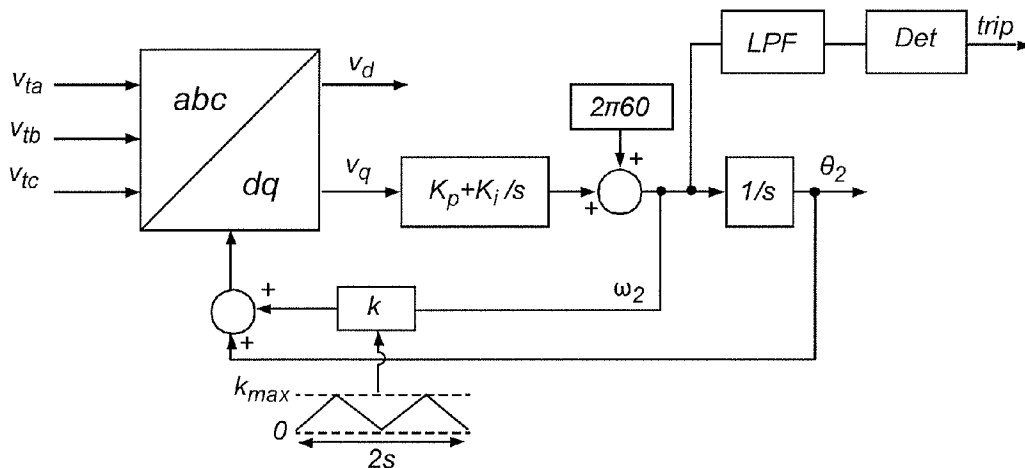 LPF
Det
trip
v_ta
v_tb
v_tc
abc
dq
v_d
v_q
2π60
K_p+K_i/s
+
+
1/s
θ_2
ω_2
k
+
+
k_max
0
2s